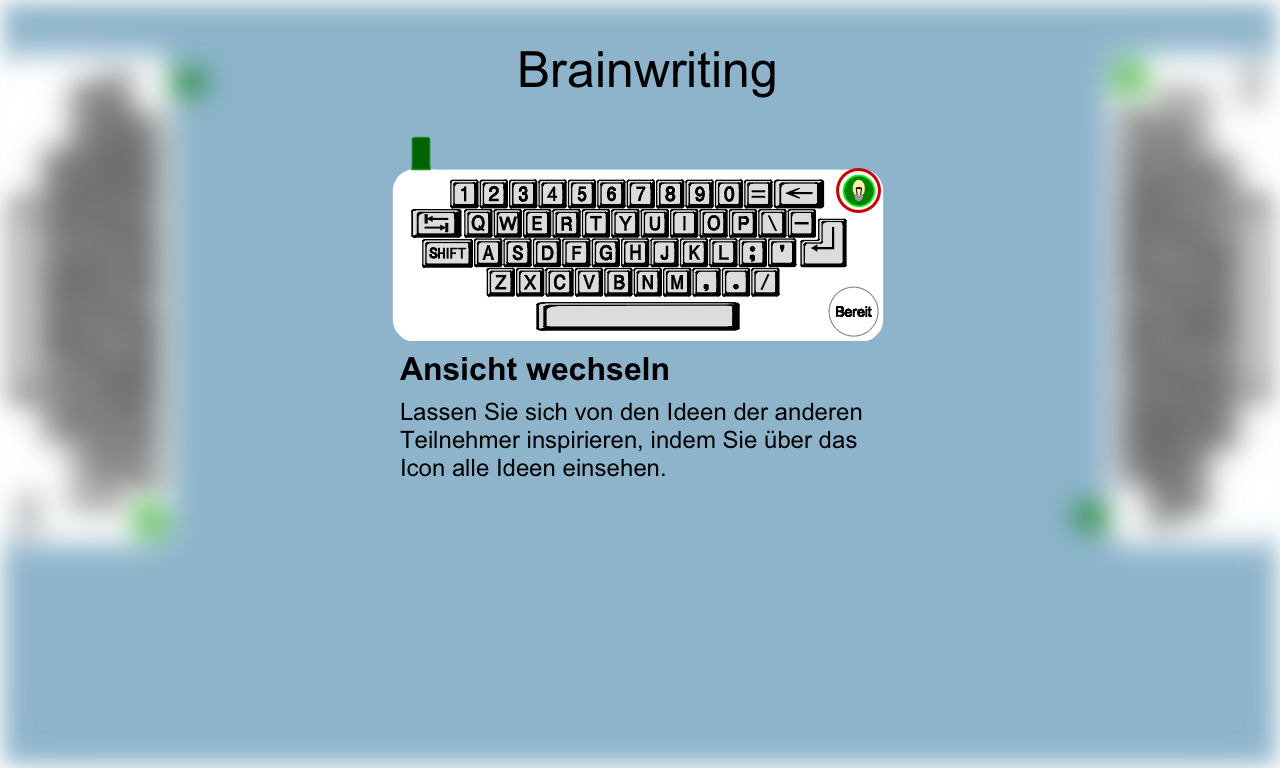 Brainwriting
1 2 3 4 5 6 7 8 9 0 =
Q W E R T Y U I O P \ –
SHIFT A S D F G H J K L ; '
Z X C V B N M , . /
Bereit
Ansicht wechseln
Lassen Sie sich von den Ideen der anderen
Teilnehmer inspirieren, indem Sie über das
Icon alle Ideen einsehen.